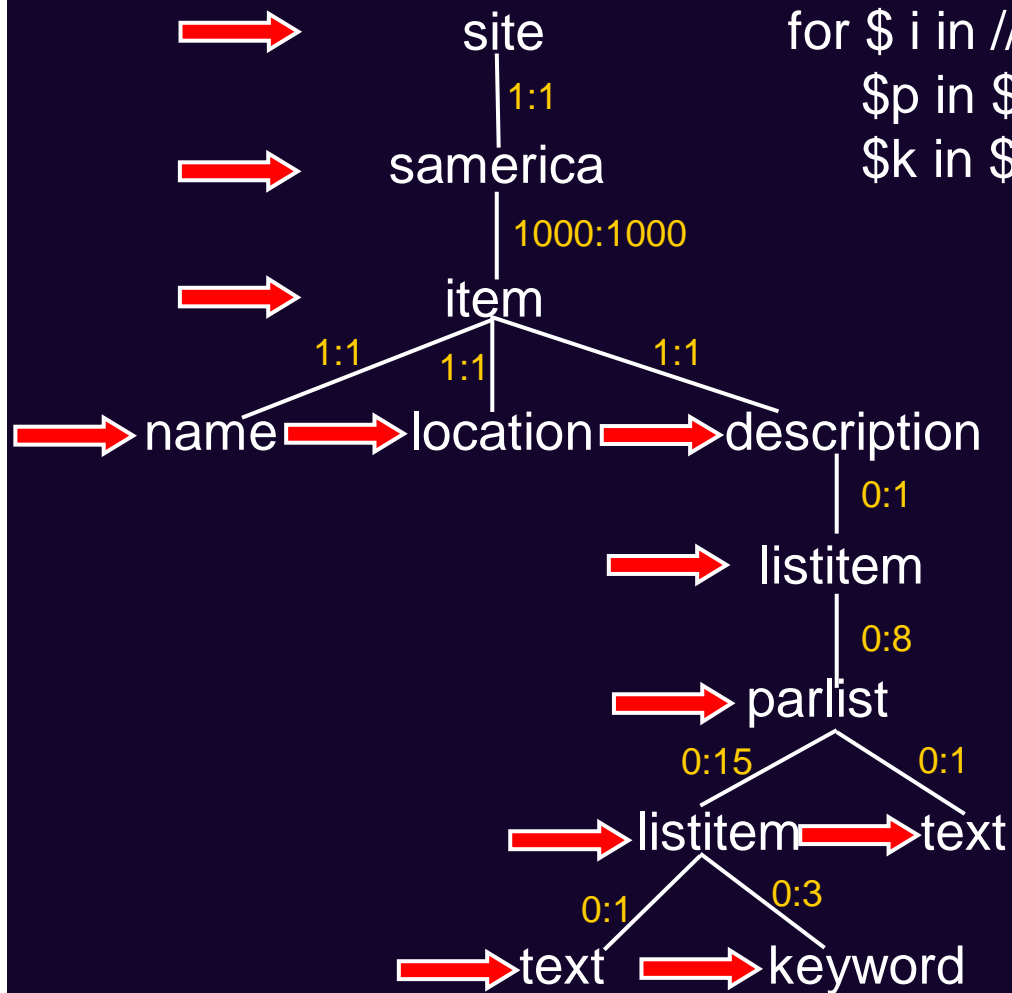 site for $ i in //
1:1 $p in $
samerica $k in $
1000:1000
item
1:1 1:1 1:1
name location description
0:1
listitem
0:8
parlist
0:15 0:1
listitem text
0:1 0:3
text keyword